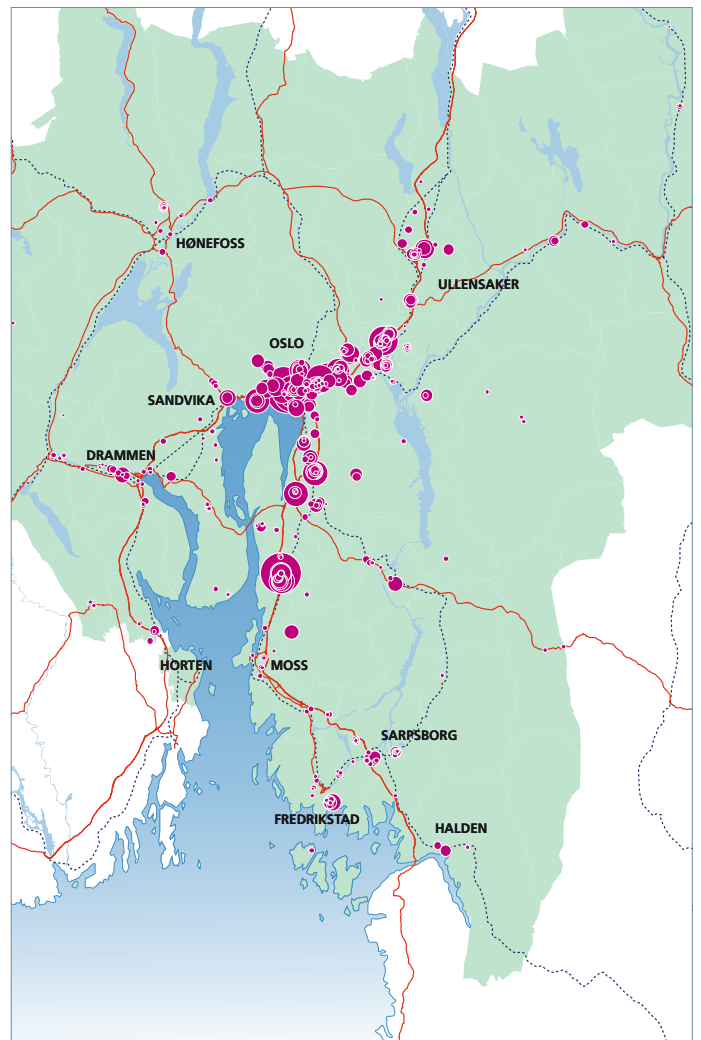 HØNEFOSS
ULLENSAKER
OSLO
SANDVIKA
DRAMMEN
HORTEN
MOSS
SARPSBORG
FREDRIKSTAD
HALDEN